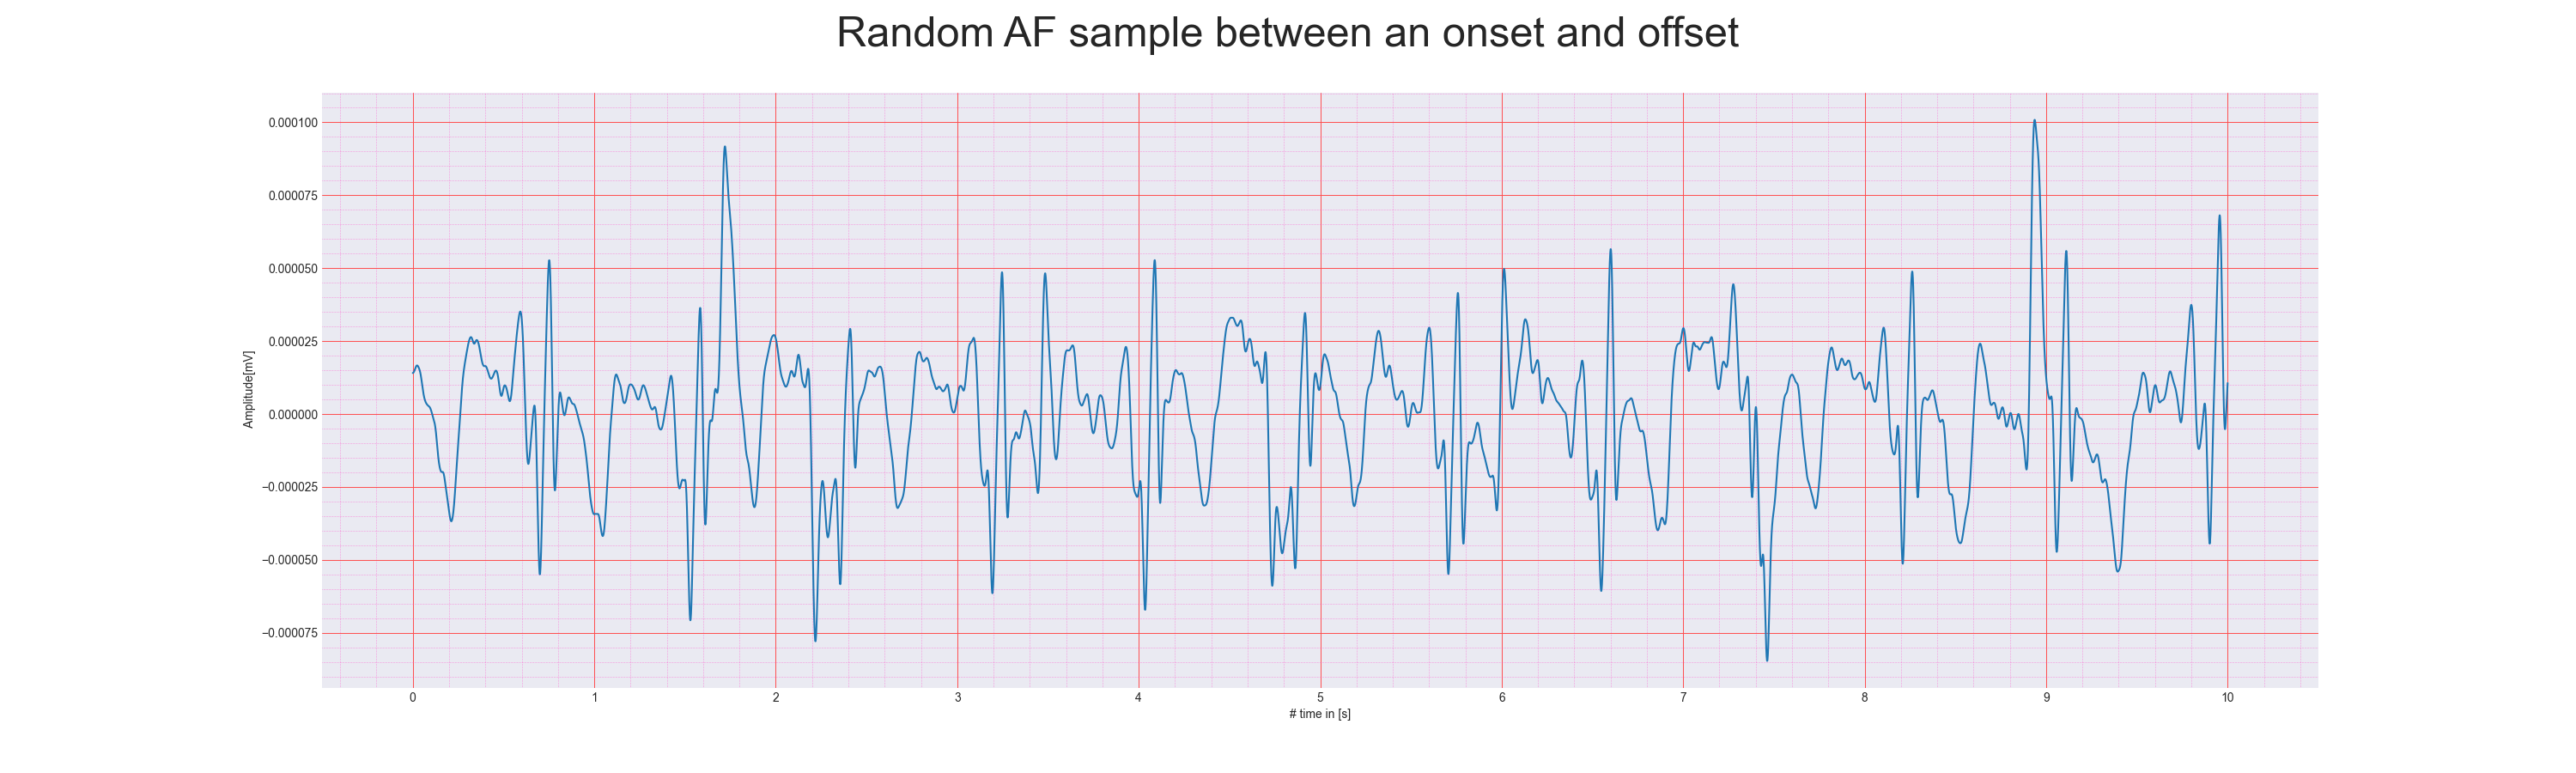 Random AF sample between an onset and offset
0.000100
0.000075
0.000050
0.000025
0.000000
−0.000025
−0.000050
−0.000075
Amplitude[mV]
0 1 2 3 4 5 6 7 8 9 10
# time in [s]